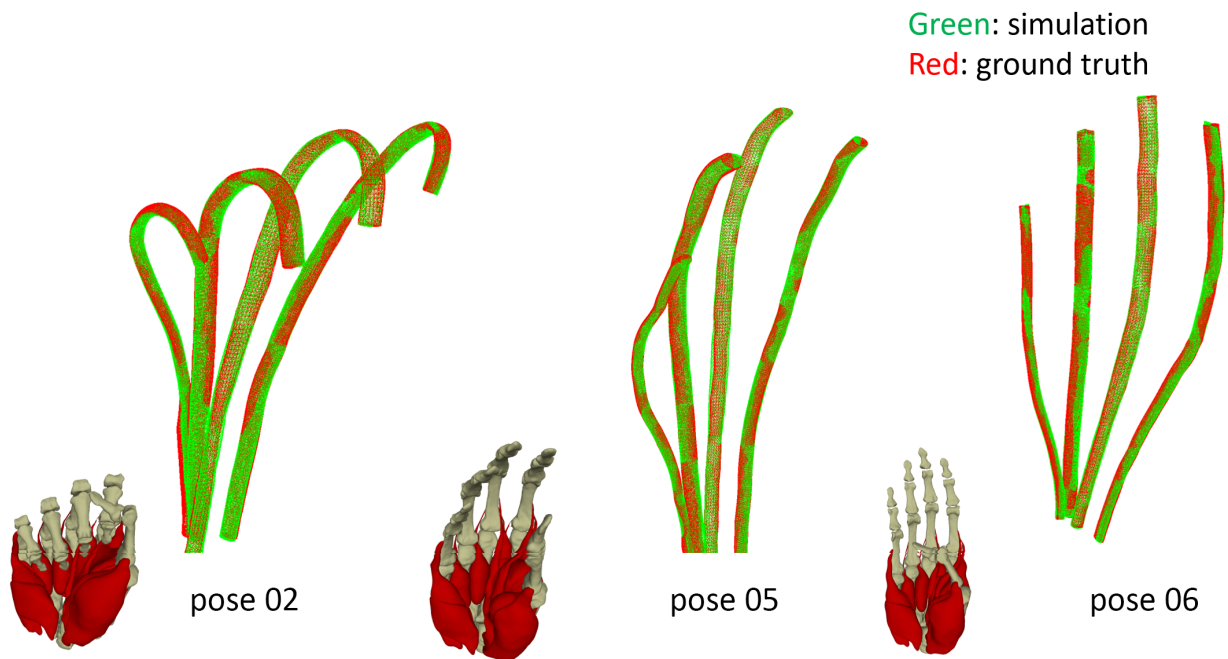 Green: simulation
Red: ground truth
pose 02
pose 05
pose 06